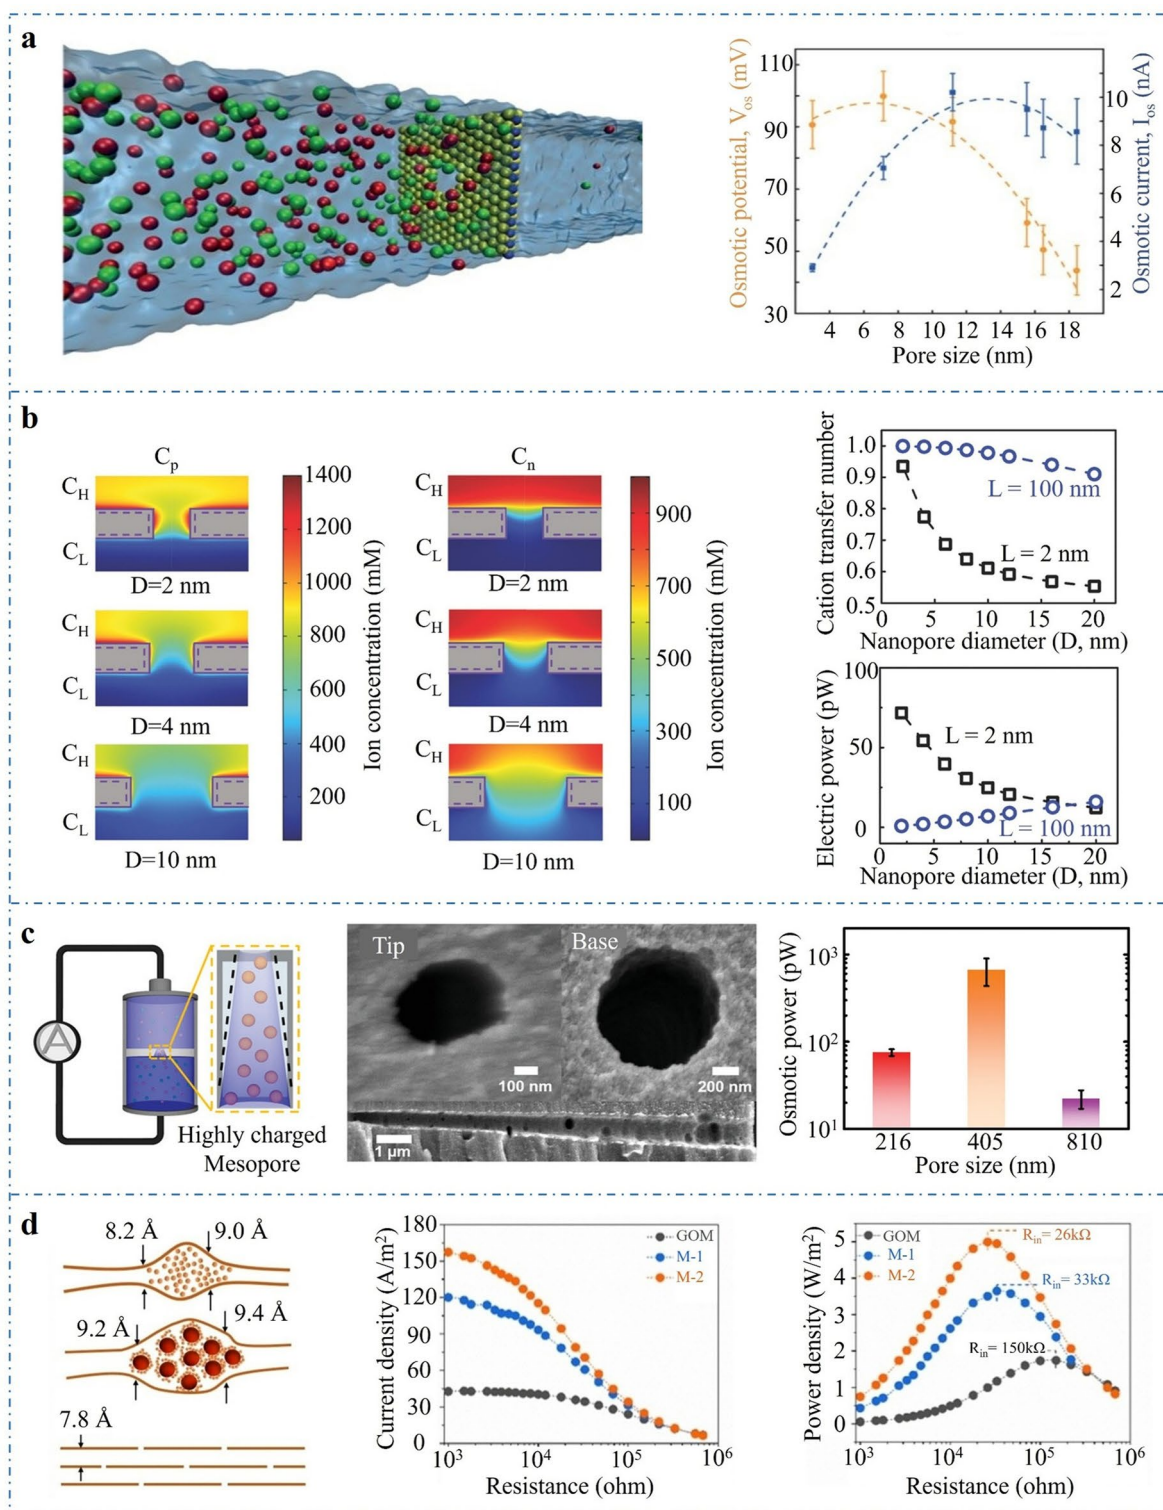 a
Osmotic potential, Vos (mV)
110
90
70
50
30
Osmotic current, Ios (nA)
10
8
6
4
2
4 6 8 10 12 14 16 18
Pore size (nm)
b
Cp
CH
CL
D=2 nm
CH
CL
D=4 nm
CH
CL
D=10 nm
1400
1200
1000
800
600
400
200
Ion concentration (mM)
Cn
CH
CL
D=2 nm
CH
CL
D=4 nm
CH
CL
D=10 nm
900
700
500
300
100
Ion concentration (mM)
Cation transfer number
1.0
0.9
0.8
0.7
0.6
0.5
L = 100 nm
L = 2 nm
0 5 10 15 20
Nanopore diameter (D, nm)
Electric power (pW)
100
50
0
L = 2 nm
L = 100 nm
0 5 10 15 20
Nanopore diameter (D, nm)
c
A
Highly charged
Mesopore
Tip
100 nm
Base
200 nm
1 µm
Osmotic power (pW)
10³
10²
10¹
216 405 810
Pore size (nm)
d
8.2 Å 9.0 Å
9.2 Å 9.4 Å
7.8 Å
Current density (A/m²)
180
150
120
90
60
30
0
GOM
M-1
M-2
10³ 10⁴ 10⁵ 10⁶
Resistance (ohm)
Power density (W/m²)
5
4
3
2
1
0
GOM
M-1
M-2
Rin= 26kΩ
Rin= 33kΩ
Rin= 150kΩ
10³ 10⁴ 10⁵ 10⁶
Resistance (ohm)